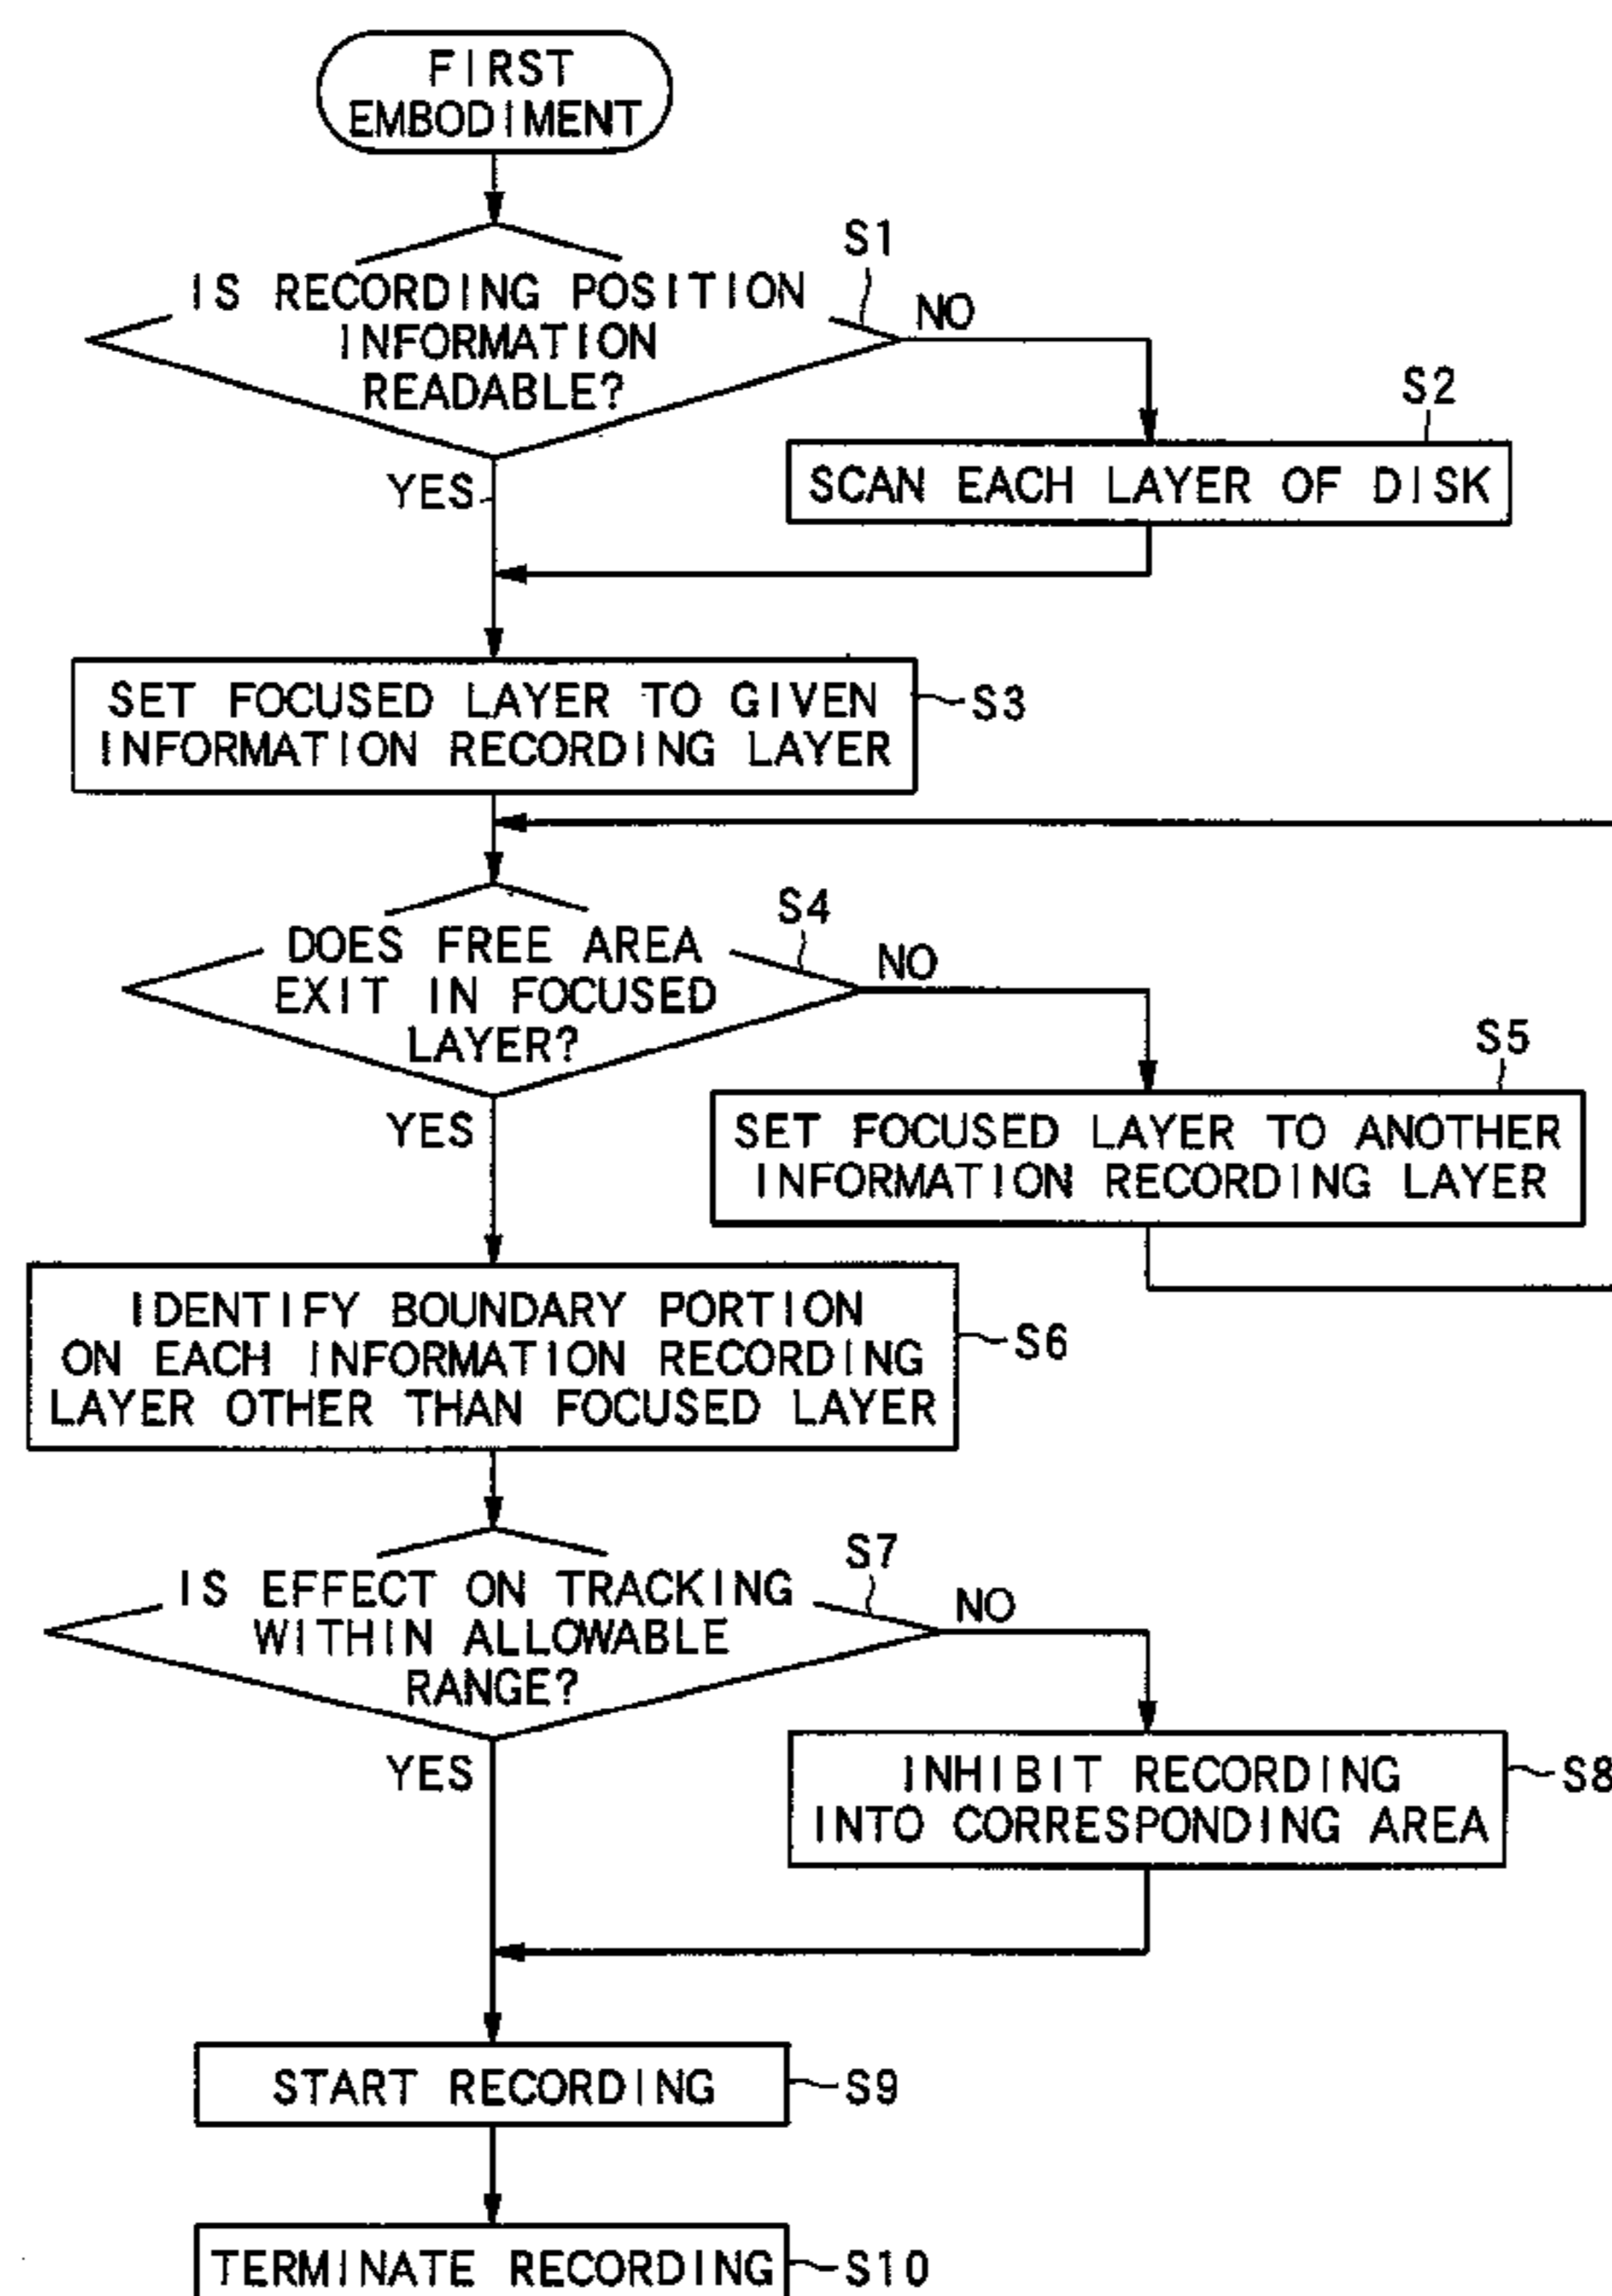 FIRST
EMBODIMENT
S1
IS RECORDING POSITION
INFORMATION
READABLE?
NO
YES
S2
SCAN EACH LAYER OF DISK
SET FOCUSED LAYER TO GIVEN
INFORMATION RECORDING LAYER
S3
S4
DOES FREE AREA
EXIT IN FOCUSED
LAYER?
NO
YES
S5
SET FOCUSED LAYER TO ANOTHER
INFORMATION RECORDING LAYER
IDENTIFY BOUNDARY PORTION
ON EACH INFORMATION RECORDING
LAYER OTHER THAN FOCUSED LAYER
S6
S7
IS EFFECT ON TRACKING
WITHIN ALLOWABLE
RANGE?
NO
YES
INHIBIT RECORDING
INTO CORRESPONDING AREA
S8
START RECORDING
S9
TERMINATE RECORDING
S10